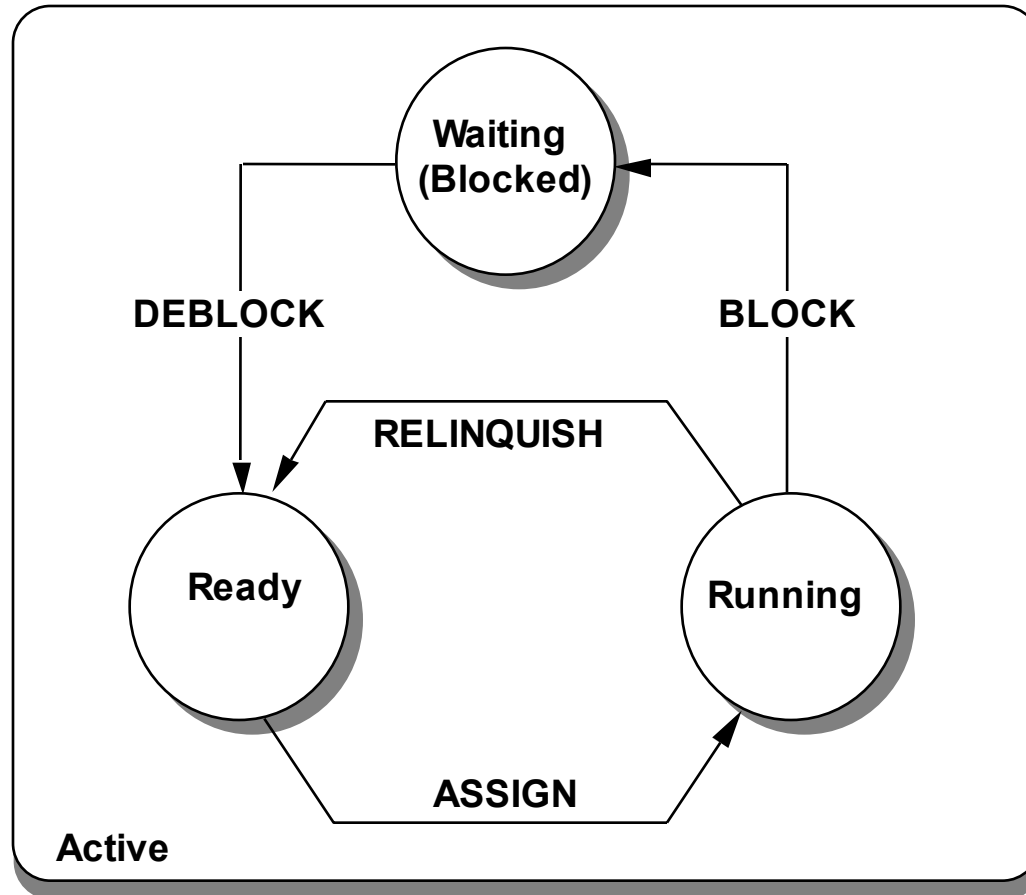 Waiting
(Blocked)
DEBLOCK
BLOCK
RELINQUISH
Ready
Running
ASSIGN
Active